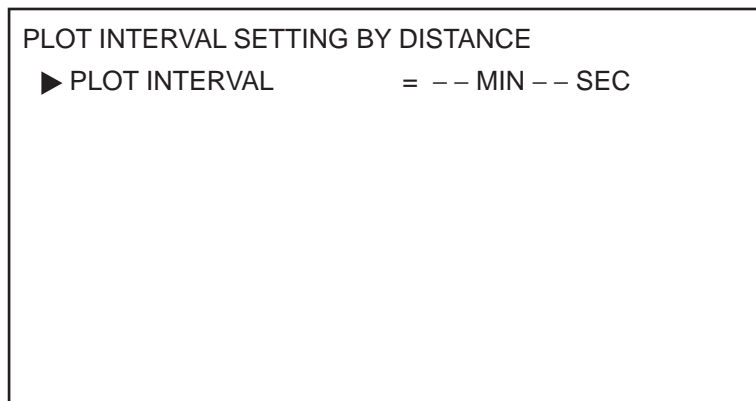 PLOT INTERVAL SETTING BY DISTANCE
▶ PLOT INTERVAL = – – MIN – – SEC